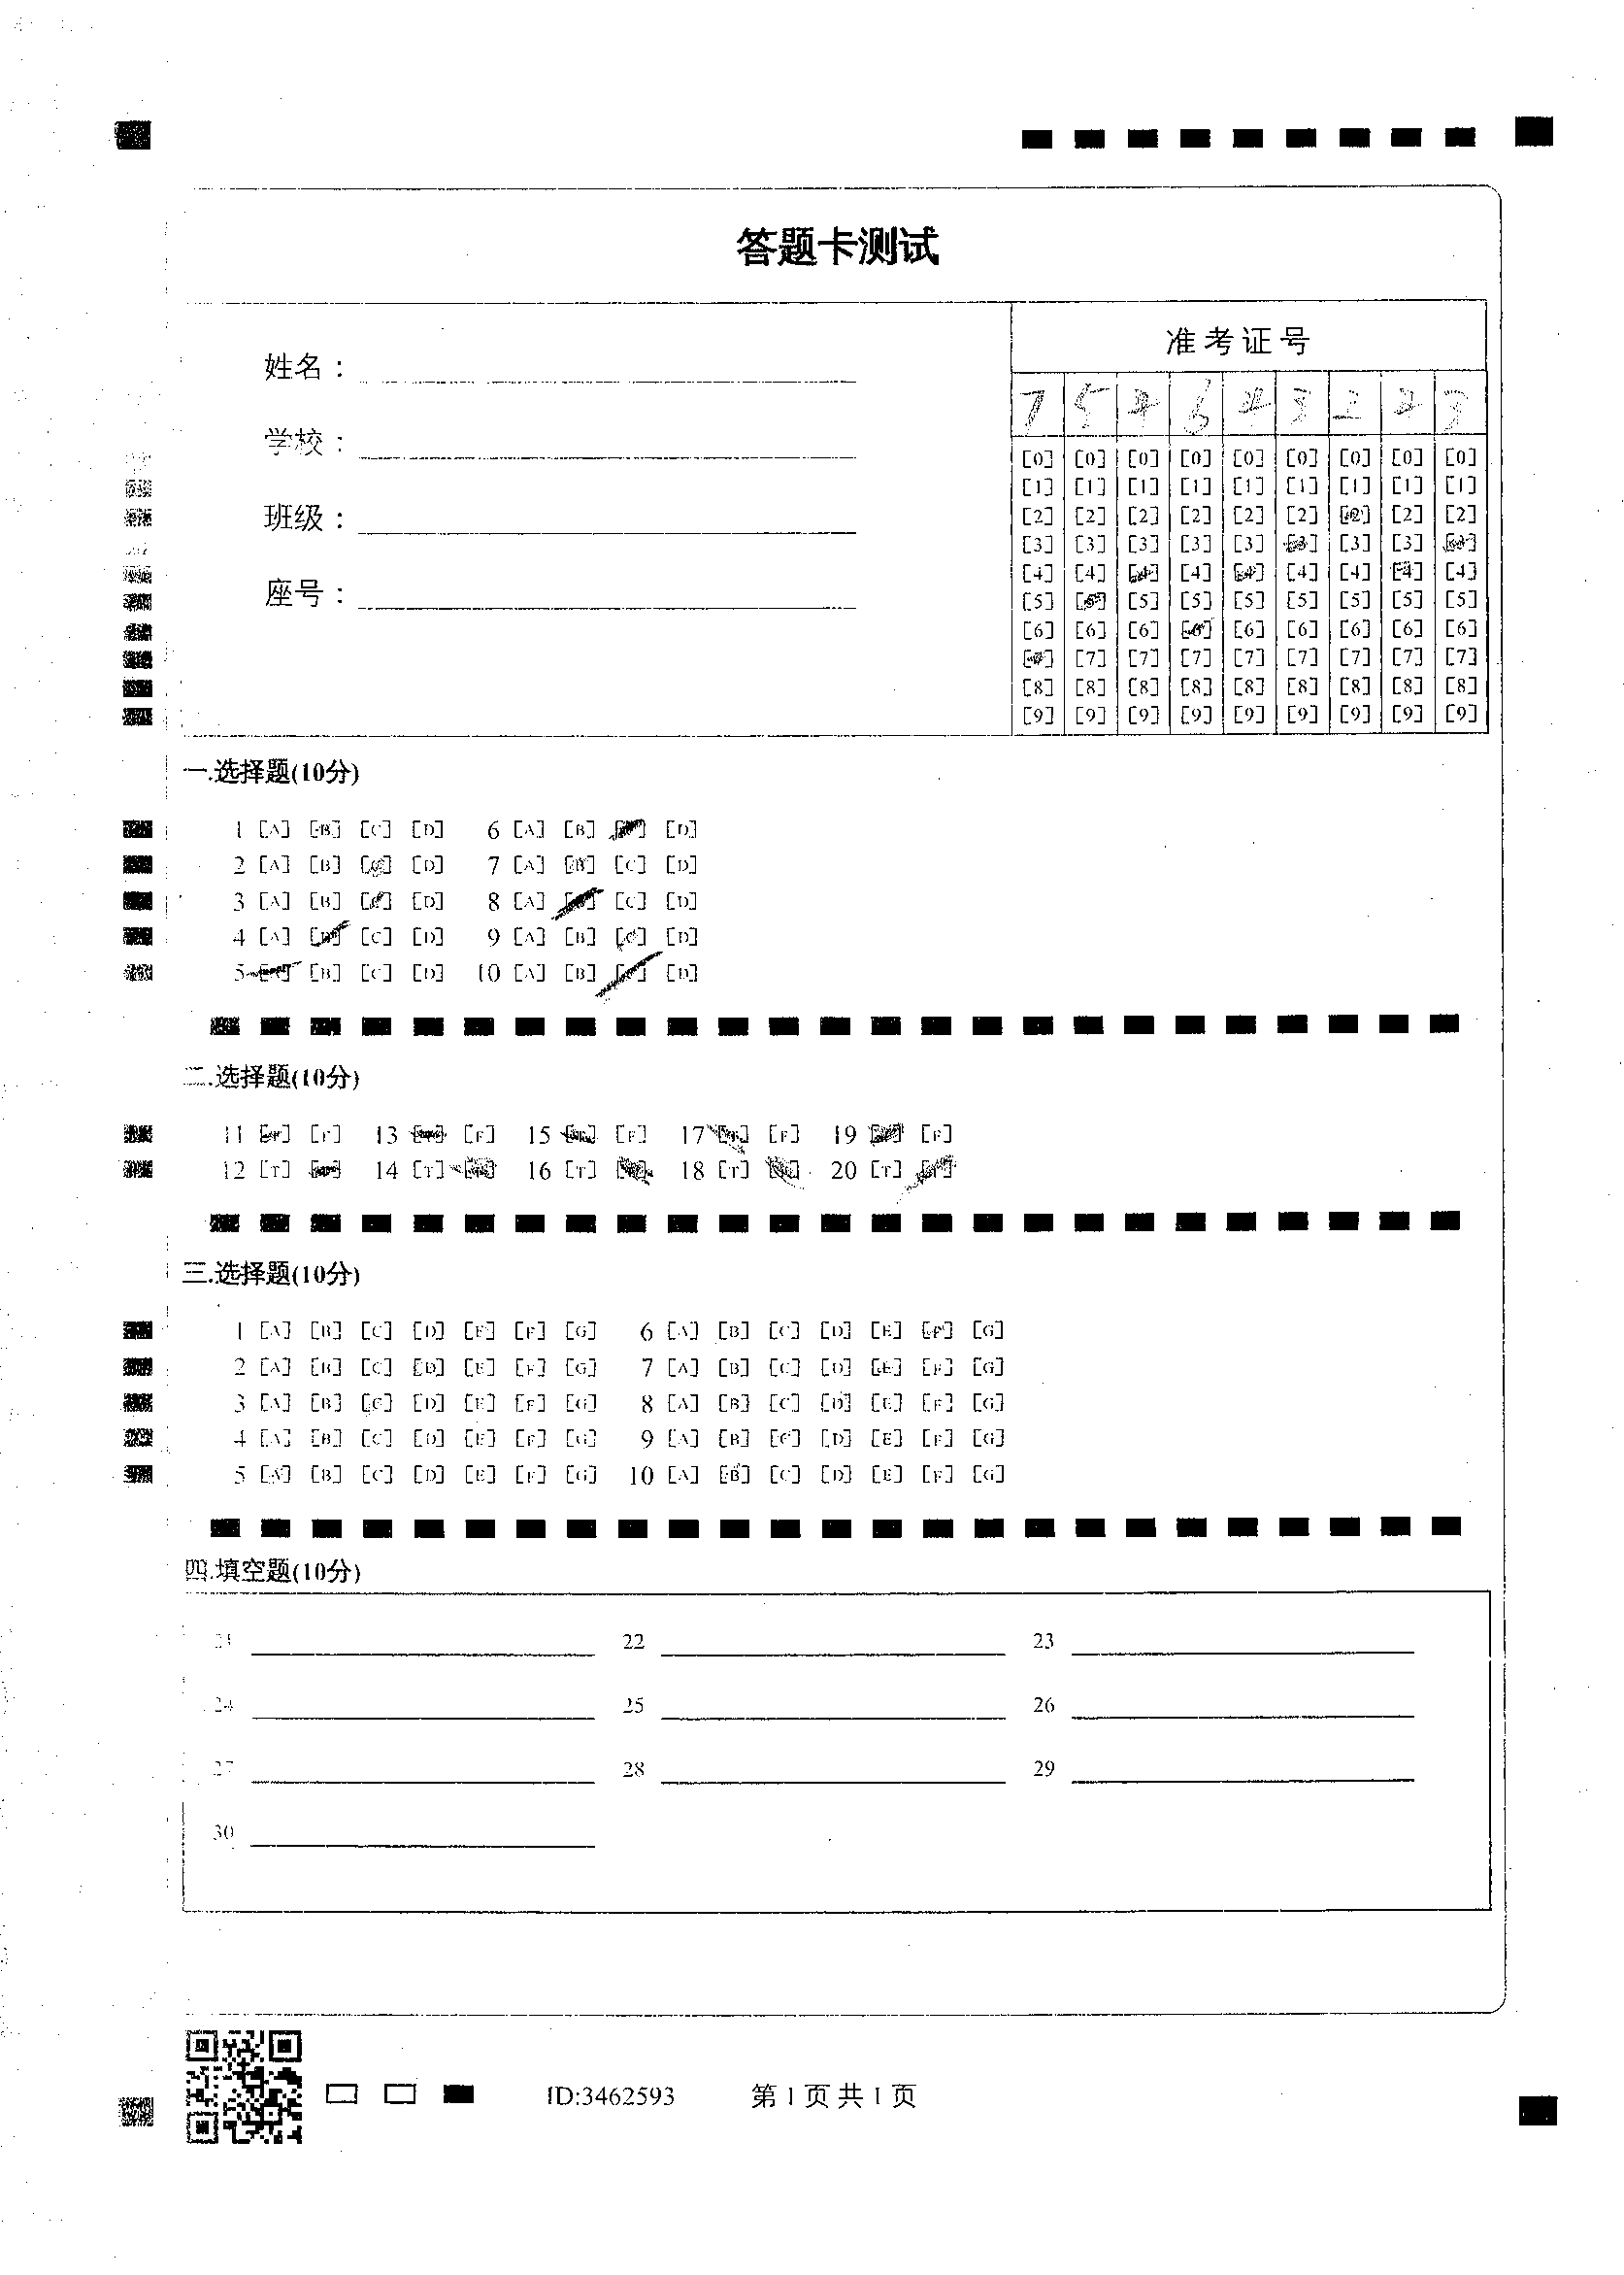 答题卡测试
准考证号
姓名：
学校：
班级：
座号：
7 5 4 6 4 3 2 4 3
[0] [0] [0] [0] [0] [0] [0] [0] [0]
[1] [1] [1] [1] [1] [1] [1] [1] [1]
[2] [2] [2] [2] [2] [2] [2] [2] [2]
[3] [3] [3] [3] [3] [3] [3] [3] [3]
[4] [4] [4] [4] [4] [4] [4] [4] [4]
[5] [5] [5] [5] [5] [5] [5] [5] [5]
[6] [6] [6] [6] [6] [6] [6] [6] [6]
[7] [7] [7] [7] [7] [7] [7] [7] [7]
[8] [8] [8] [8] [8] [8] [8] [8] [8]
[9] [9] [9] [9] [9] [9] [9] [9] [9]
一.选择题(10分)
1 [A] [B] [C] [D] 6 [A] [B] [D]
2 [A] [B] [C] [D] 7 [A] [B] [C] [D]
3 [A] [B] [C] [D] 8 [A] [C] [D]
4 [A] [C] [D] 9 [A] [B] [C] [D]
5 [B] [C] [D] 10 [A] [B] [D]
二.选择题(10分)
11 [F] 13 [F] 15 [F] 17 [F] 19 [F]
12 [T] 14 [T] 16 [T] 18 [T] 20 [T]
三.选择题(10分)
1 [A] [B] [C] [D] [E] [F] [G] 6 [A] [B] [C] [D] [E] [F] [G]
2 [A] [B] [C] [D] [E] [F] [G] 7 [A] [B] [C] [D] [E] [F] [G]
3 [A] [B] [C] [D] [E] [F] [G] 8 [A] [B] [C] [D] [E] [F] [G]
4 [A] [B] [C] [D] [E] [F] [G] 9 [A] [B] [C] [D] [E] [F] [G]
5 [A] [B] [C] [D] [E] [F] [G] 10 [A] [B] [C] [D] [E] [F] [G]
四.填空题(10分)
21 22 23
24 25 26
27 28 29
30
ID:3462593 第1页共1页